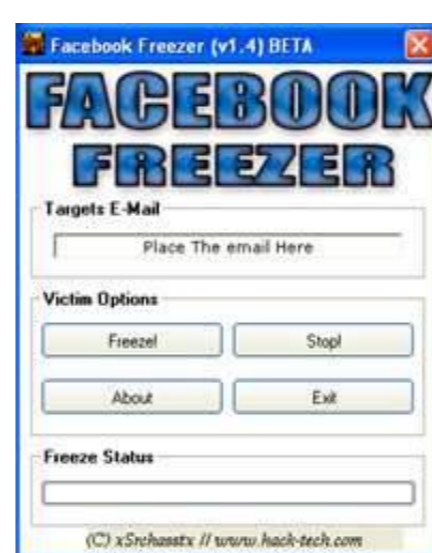 Facebook Freezer (v1.4) BETA
FACEBOOK
FREEZER
Targets E-Mail
Place The email Here
Victim Options
Freeze! Stop!
About Exit
Freeze Status
(C) xSrchasstx // www.hack-tech.com